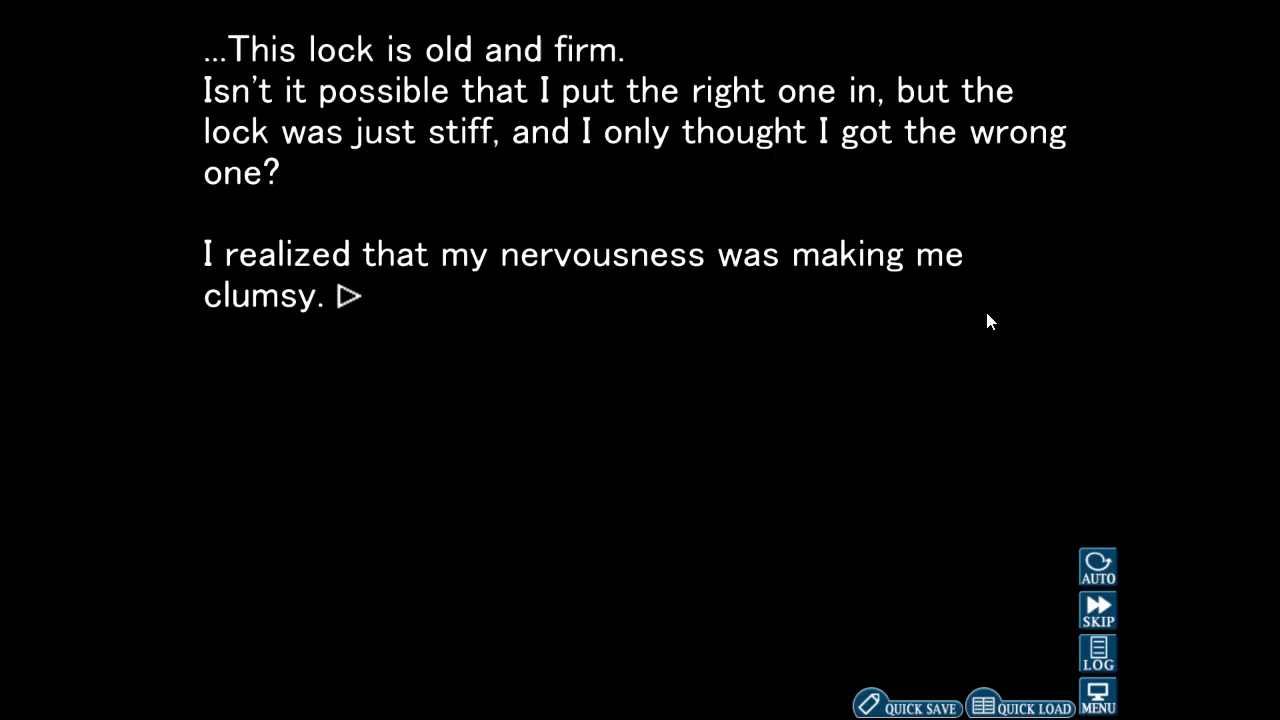 ...This lock is old and firm.
Isn't it possible that I put the right one in, but the
lock was just stiff, and I only thought I got the wrong
one?
I realized that my nervousness was making me
clumsy.
AUTO
SKIP
LOG
MENU
QUICK SAVE
QUICK LOAD